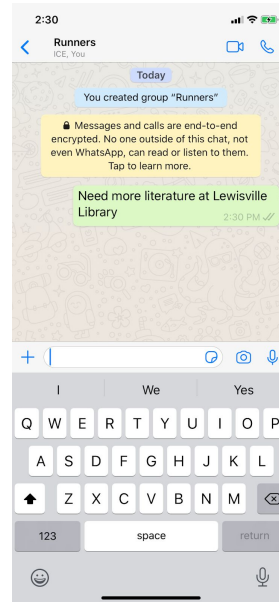 2:30
Runners
ICE, You
Today
You created group “Runners”
Messages and calls are end-to-end
encrypted. No one outside of this chat, not
even WhatsApp, can read or listen to them.
Tap to learn more.
Need more literature at Lewisville
Library
2:30 PM
I We Yes
Q W E R T Y U I O P
A S D F G H J K L
Z X C V B N M
123 space return